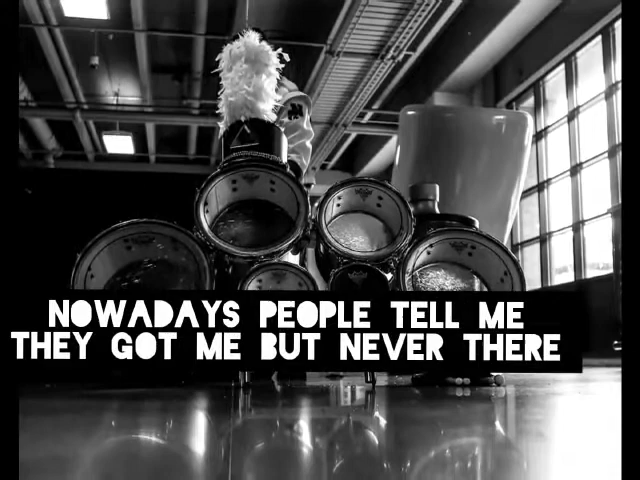 NOWADAYS PEOPLE TELL ME
THEY GOT ME BUT NEVER THERE